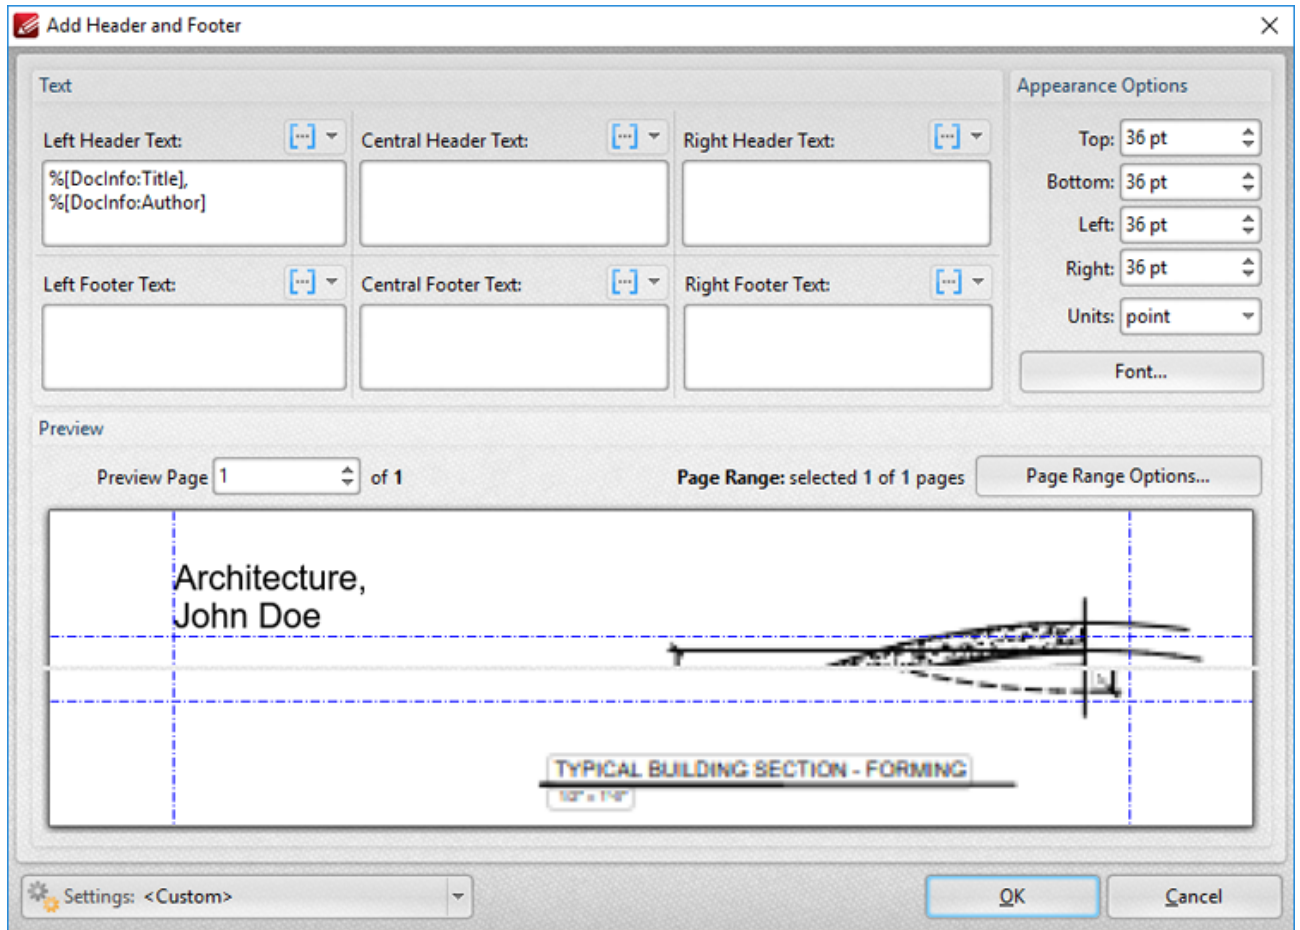 Add Header and Footer
Text
Appearance Options
Left Header Text:
Central Header Text:
Right Header Text:
%[DocInfo:Title],
%[DocInfo:Author]
Top: 36 pt
Bottom: 36 pt
Left: 36 pt
Right: 36 pt
Units: point
Font...
Left Footer Text:
Central Footer Text:
Right Footer Text:
Preview
Preview Page 1 of 1
Page Range: selected 1 of 1 pages
Page Range Options...
Architecture,
John Doe
TYPICAL BUILDING SECTION - FORMING
Settings: <Custom>
OK
Cancel